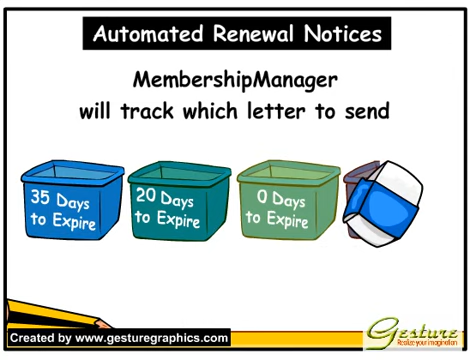 Automated Renewal Notices
MembershipManager
will track which letter to send
35 Days
to Expire
20 Days
to Expire
0 Days
to Expire
Created by www.gesturegraphics.com
Gesture
Realize your imagination